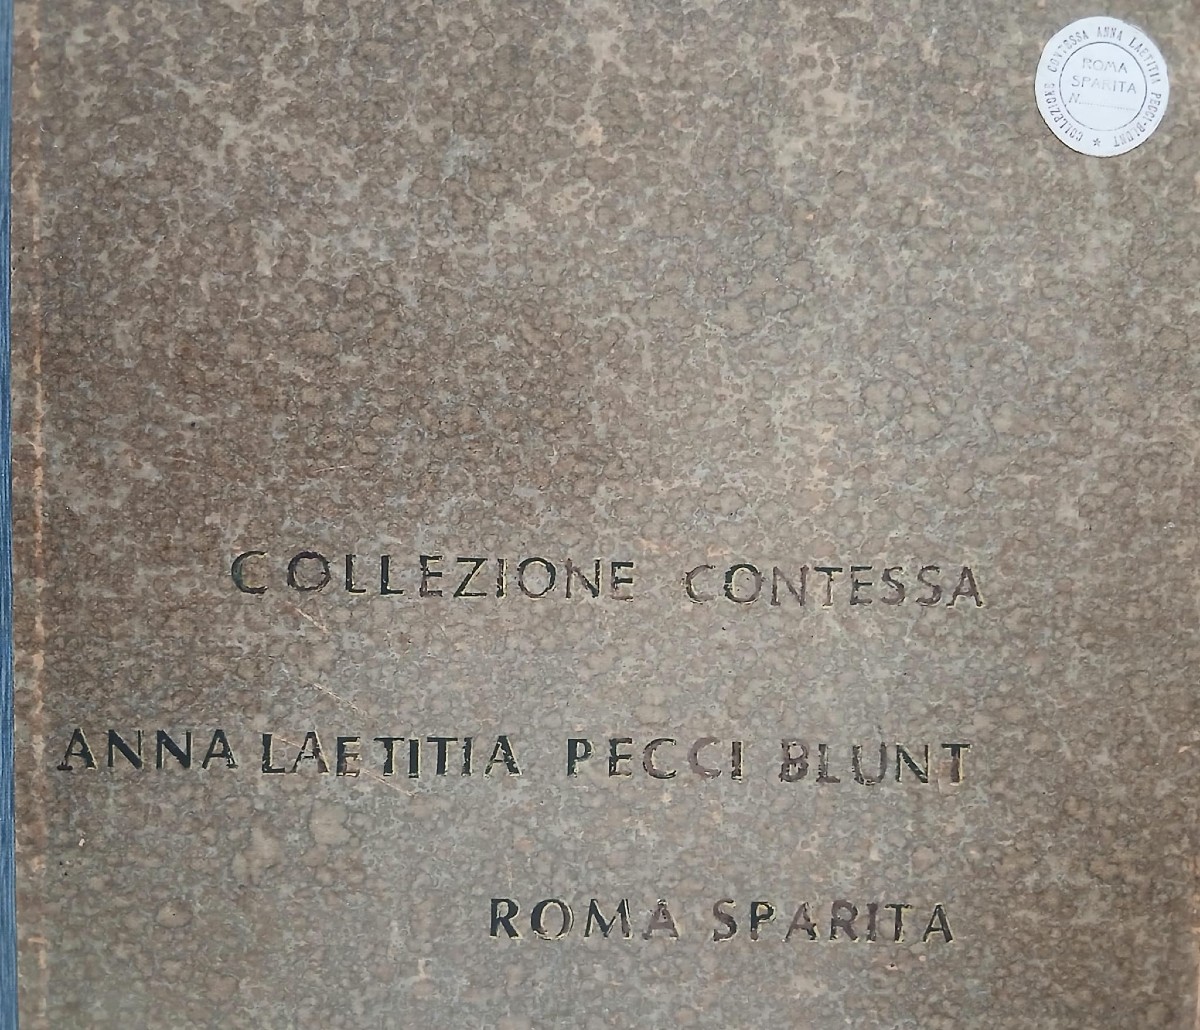 COLLEZIONE CONTESSA ANNA LAETITIA PECCI-BLUNT *
ROMA
SPARITA
N.
COLLEZIONE CONTESSA
ANNA LAETITIA PECCI BLUNT
ROMA SPARITA